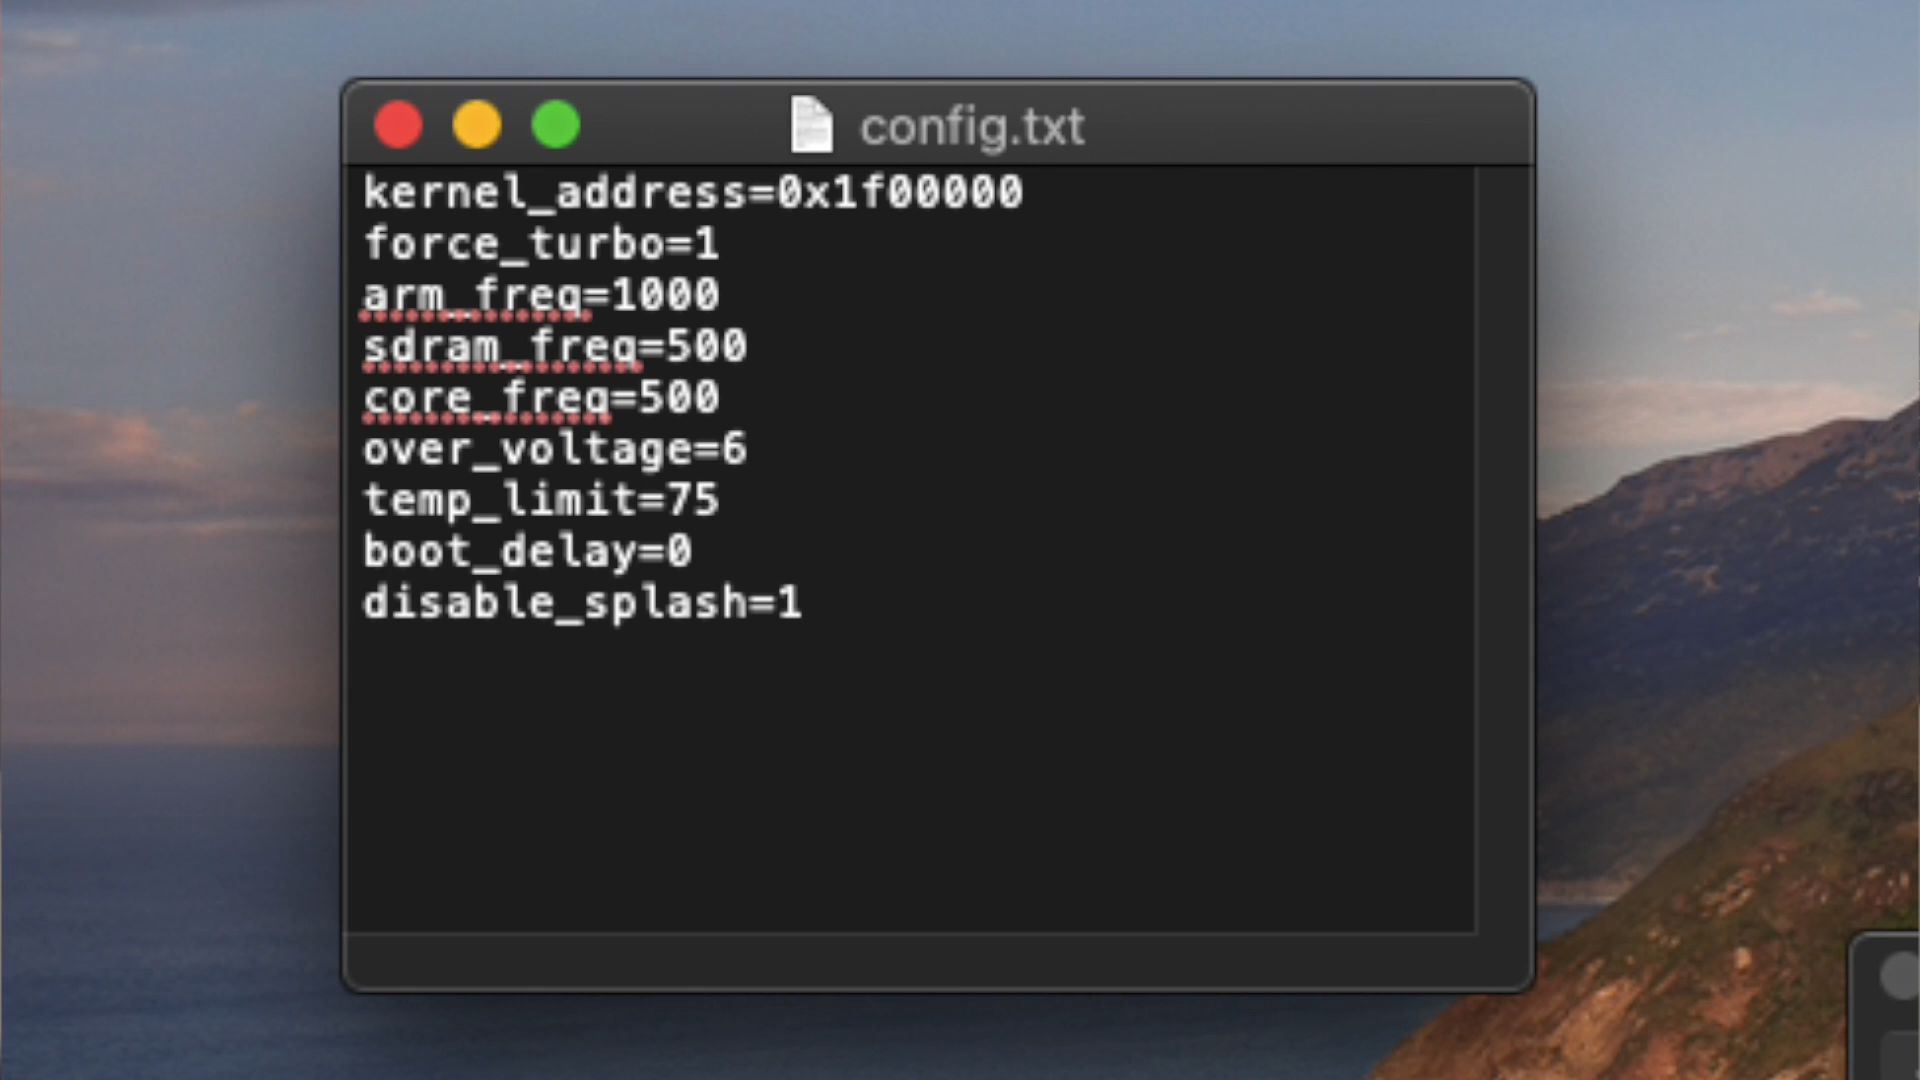 config.txt
kernel_address=0x1f00000
force_turbo=1
arm_freq=1000
sdram_freq=500
core_freq=500
over_voltage=6
temp_limit=75
boot_delay=0
disable_splash=1